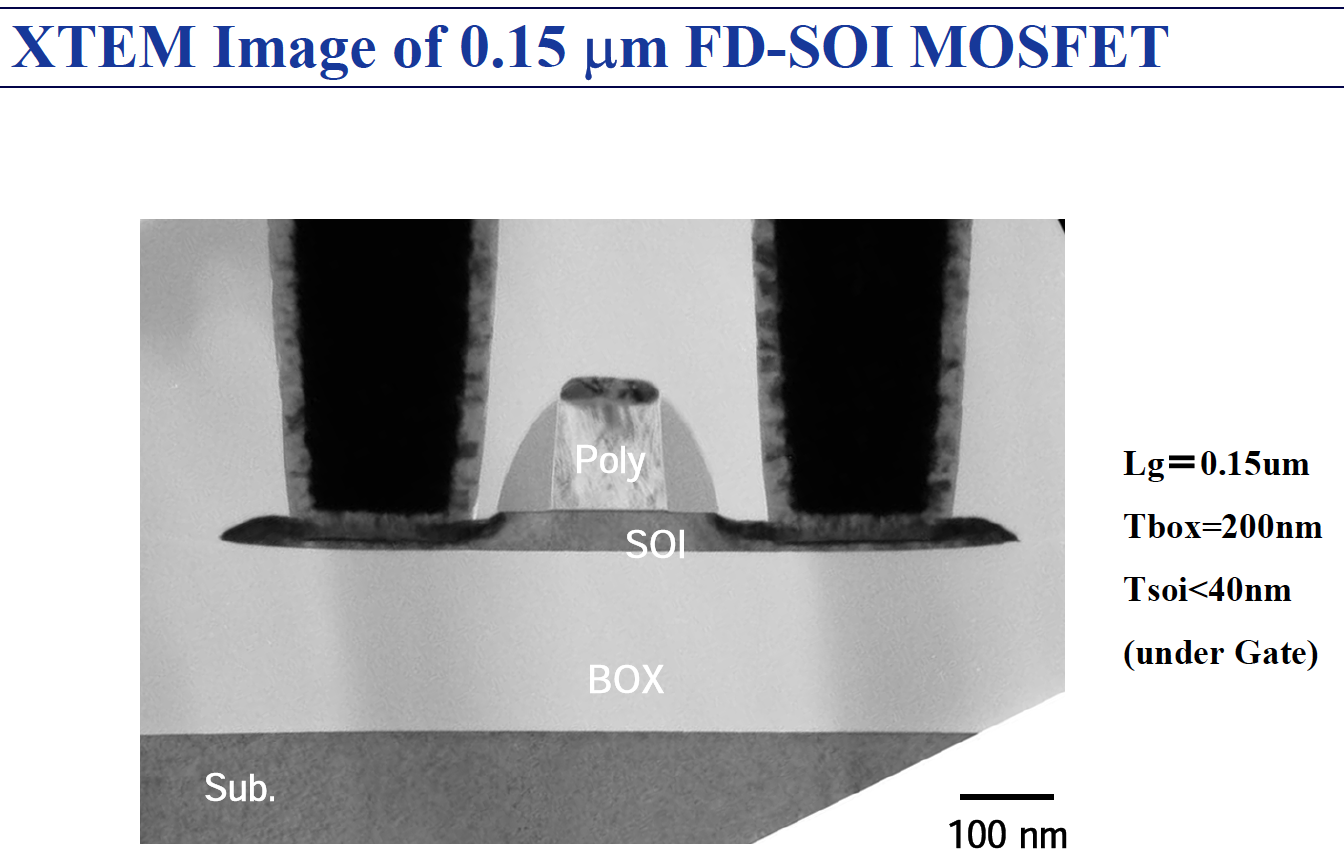 XTEM Image of 0.15 μm FD-SOI MOSFET
Poly
SOI
BOX
Sub.
Lg=0.15um
Tbox=200nm
Tsoi<40nm
(under Gate)
100 nm